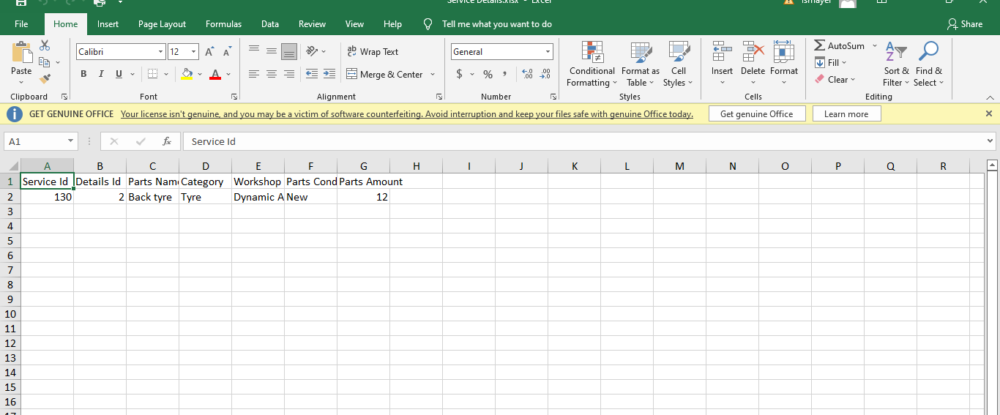 Service Details.xlsx - Excel
ismayer
File Home Insert Page Layout Formulas Data Review View Help Tell me what you want to do Share
Calibri 12 General
Paste
B I U
ab c Wrap Text
Merge & Center
$ % , .00 .00
Conditional Formatting
Format as Table
Cell Styles
Insert Delete Format
AutoSum
Fill
Clear
Sort & Filter
Find & Select
Clipboard Font Alignment Number Styles Cells Editing
GET GENUINE OFFICE Your license isn't genuine, and you may be a victim of software counterfeiting. Avoid interruption and keep your files safe with genuine Office today. Get genuine Office Learn more
A1 fx Service Id
A B C D E F G H I J K L M N O P Q R
1 Service Id Details Id Parts Nam Category Workshop Parts Cond Parts Amount
2 130 2 Back tyre Tyre Dynamic A New 12
3
4
5
6
7
8
9
10
11
12
13
14
15
16
17